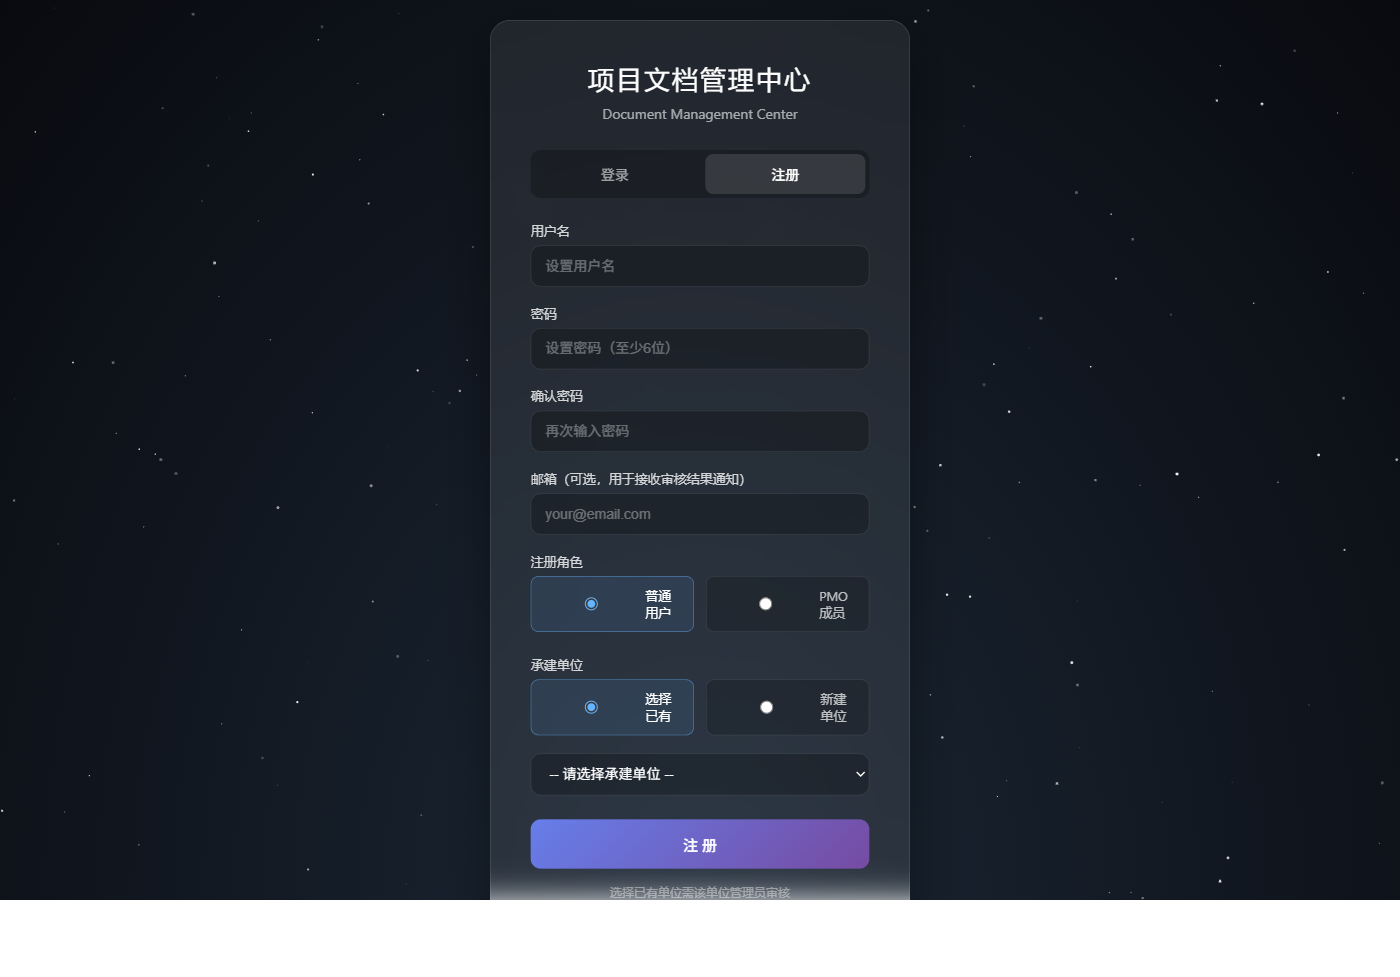 项目文档管理中心
Document Management Center
登录
注册
用户名
设置用户名
密码
设置密码（至少6位）
确认密码
再次输入密码
邮箱（可选，用于接收审核结果通知）
your@email.com
注册角色
普通
用户
PMO
成员
承建单位
选择
已有
新建
单位
-- 请选择承建单位 --
注 册
选择已有单位需该单位管理员审核